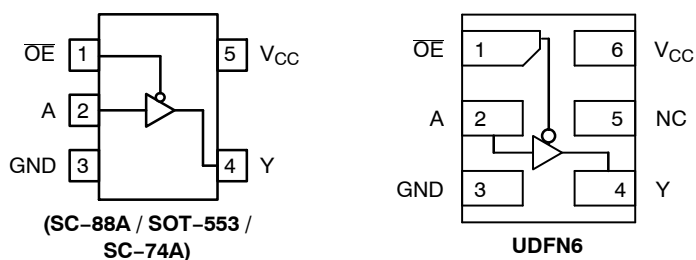 OE 1 5 VCC
A 2
GND 3 4 Y
(SC–88A / SOT–553 /
SC–74A)
OE 1 6 VCC
A 2 5 NC
GND 3 4 Y
UDFN6